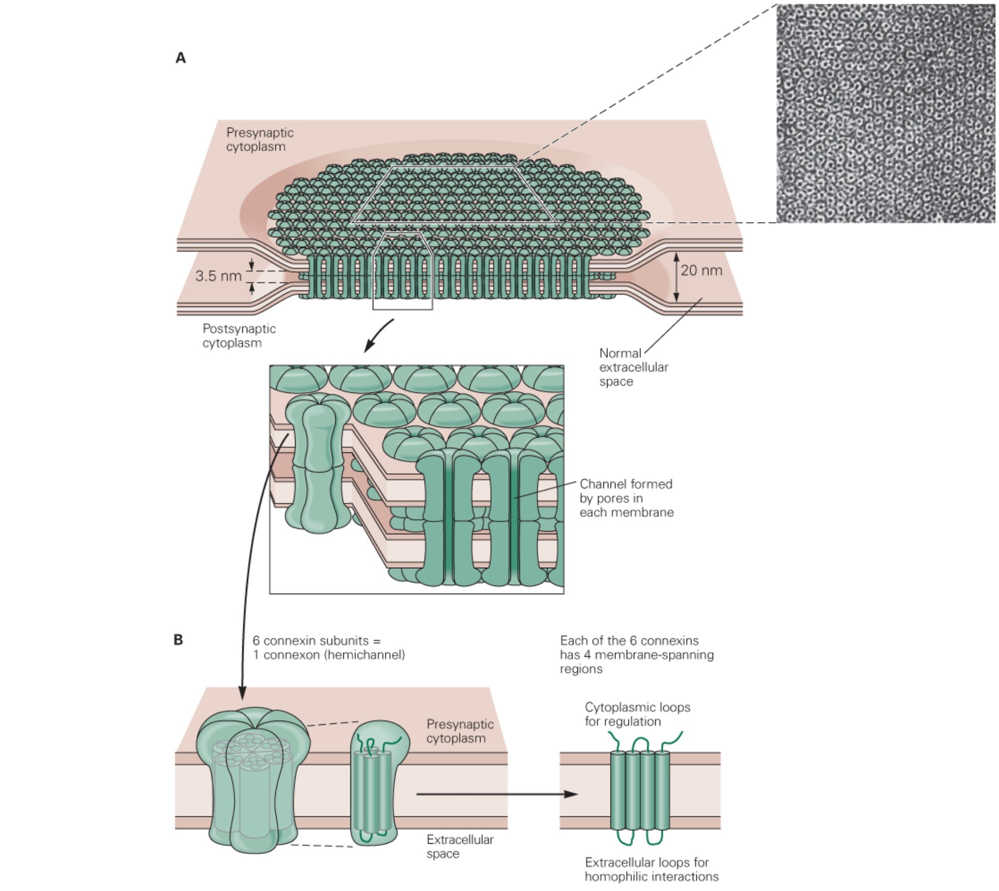 A
Presynaptic
cytoplasm
3.5 nm
20 nm
Postsynaptic
cytoplasm
Normal
extracellular
space
Channel formed
by pores in
each membrane
B
6 connexin subunits =
1 connexon (hemichannel)
Each of the 6 connexins
has 4 membrane-spanning
regions
Cytoplasmic loops
for regulation
Presynaptic
cytoplasm
Extracellular
space
Extracellular loops for
homophilic interactions